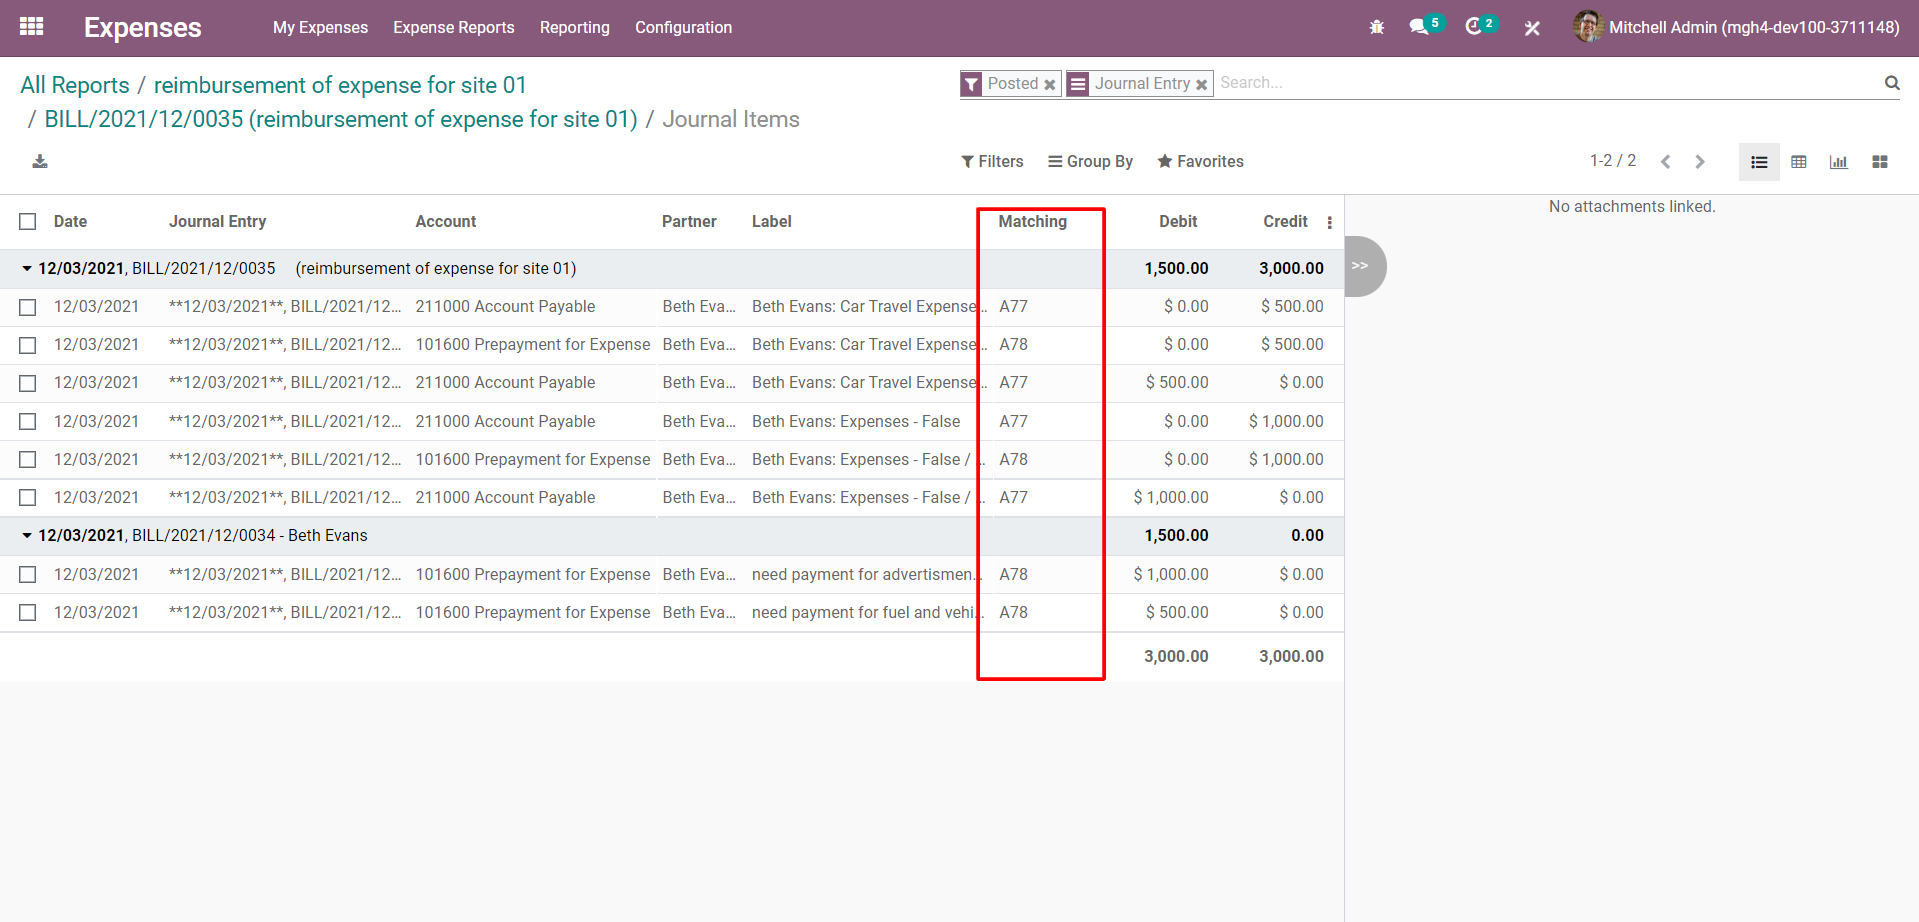 Expenses My Expenses Expense Reports Reporting Configuration 5 2 Mitchell Admin (mgh4-dev100-3711148)
All Reports / reimbursement of expense for site 01
/ BILL/2021/12/0035 (reimbursement of expense for site 01) / Journal Items
Posted Journal Entry Search...
Filters Group By Favorites 1-2 / 2
Date Journal Entry Account Partner Label Matching Debit Credit
No attachments linked.
>>
12/03/2021, BILL/2021/12/0035 (reimbursement of expense for site 01) 1,500.00 3,000.00
12/03/2021 **12/03/2021**, BILL/2021/12... 211000 Account Payable Beth Eva... Beth Evans: Car Travel Expense... A77 $ 0.00 $ 500.00
12/03/2021 **12/03/2021**, BILL/2021/12... 101600 Prepayment for Expense Beth Eva... Beth Evans: Car Travel Expense... A78 $ 0.00 $ 500.00
12/03/2021 **12/03/2021**, BILL/2021/12... 211000 Account Payable Beth Eva... Beth Evans: Car Travel Expense... A77 $ 500.00 $ 0.00
12/03/2021 **12/03/2021**, BILL/2021/12... 211000 Account Payable Beth Eva... Beth Evans: Expenses - False A77 $ 0.00 $ 1,000.00
12/03/2021 **12/03/2021**, BILL/2021/12... 101600 Prepayment for Expense Beth Eva... Beth Evans: Expenses - False / ... A78 $ 0.00 $ 1,000.00
12/03/2021 **12/03/2021**, BILL/2021/12... 211000 Account Payable Beth Eva... Beth Evans: Expenses - False / ... A77 $ 1,000.00 $ 0.00
12/03/2021, BILL/2021/12/0034 - Beth Evans 1,500.00 0.00
12/03/2021 **12/03/2021**, BILL/2021/12... 101600 Prepayment for Expense Beth Eva... need payment for advertismen... A78 $ 1,000.00 $ 0.00
12/03/2021 **12/03/2021**, BILL/2021/12... 101600 Prepayment for Expense Beth Eva... need payment for fuel and vehi... A78 $ 500.00 $ 0.00
3,000.00 3,000.00